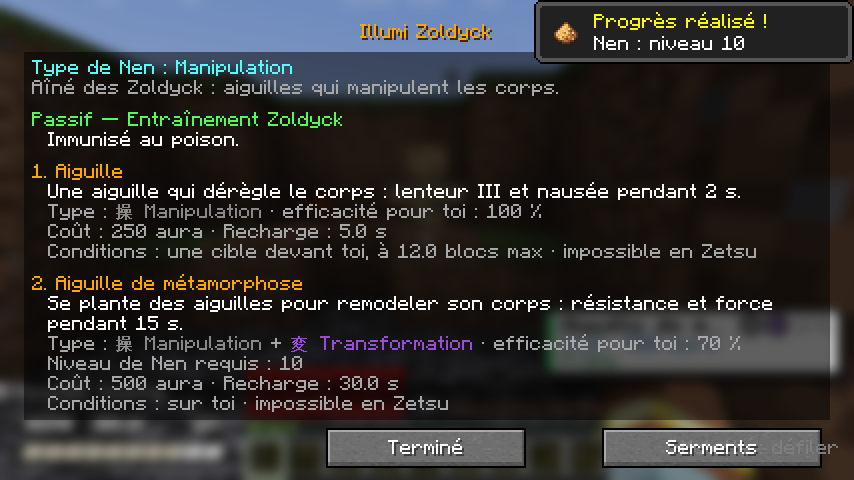 Illumi Zoldyck
Progrès réalisé !
Nen : niveau 10
Type de Nen : Manipulation
Aîné des Zoldyck : aiguilles qui manipulent les corps.
Passif — Entraînement Zoldyck
Immunisé au poison.
1. Aiguille
Une aiguille qui dérègle le corps : lenteur III et nausée pendant 2 s.
Type : 操 Manipulation · efficacité pour toi : 100 %
Coût : 250 aura · Recharge : 5.0 s
Conditions : une cible devant toi, à 12.0 blocs max · impossible en Zetsu
2. Aiguille de métamorphose
Se plante des aiguilles pour remodeler son corps : résistance et force
pendant 15 s.
Type : 操 Manipulation + 変 Transformation · efficacité pour toi : 70 %
Niveau de Nen requis : 10
Coût : 500 aura · Recharge : 30.0 s
Conditions : sur toi · impossible en Zetsu
Terminé
Serments
défiler